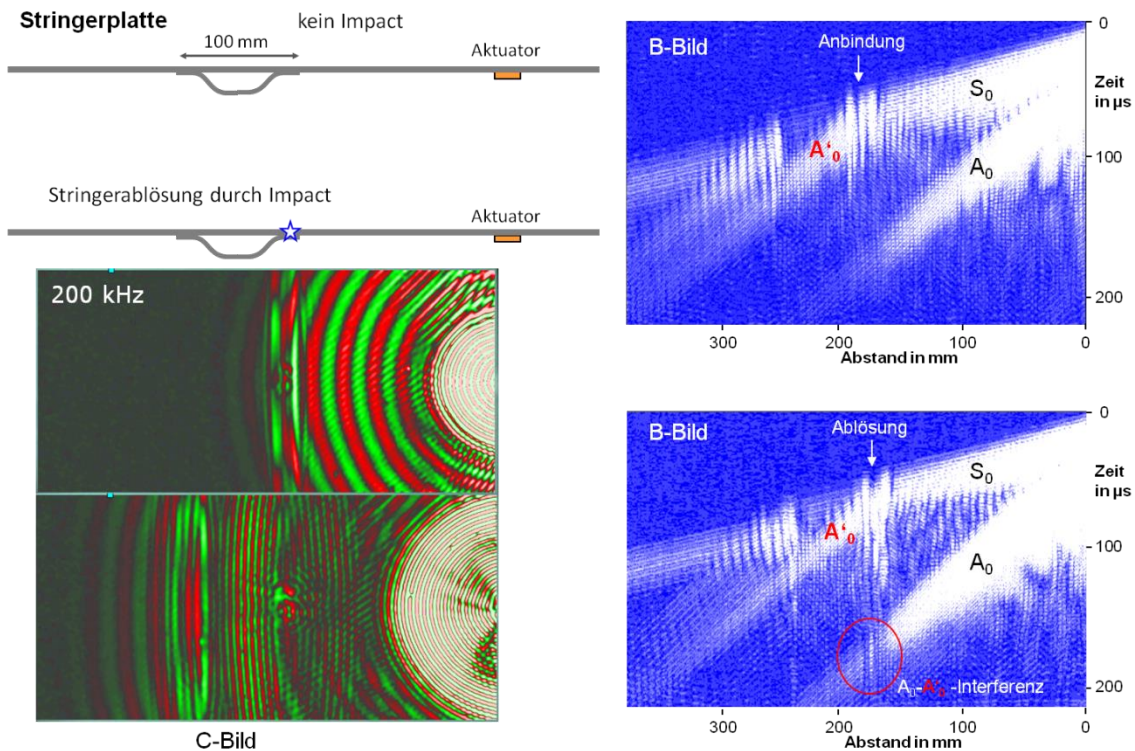 Stringerplatte kein Impact
100 mm
Aktuator
Stringerablösung durch Impact
Aktuator
200 kHz
C-Bild
B-Bild
Anbindung
S0
A'0
A0
0
Zeit
in µs
100
200
300 200 100 0
Abstand in mm
B-Bild
Ablösung
S0
A'0
A0
A0-A'0-Interferenz
0
Zeit
in µs
100
200
300 200 100 0
Abstand in mm